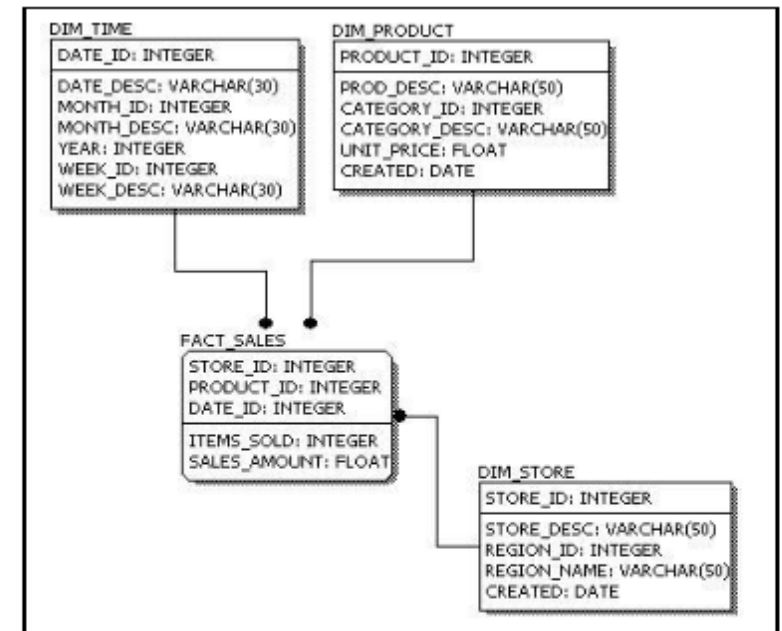 DIM_TIME
DATE_ID: INTEGER
DATE_DESC: VARCHAR(30)
MONTH_ID: INTEGER
MONTH_DESC: VARCHAR(30)
YEAR: INTEGER
WEEK_ID: INTEGER
WEEK_DESC: VARCHAR(30)
DIM_PRODUCT
PRODUCT_ID: INTEGER
PROD_DESC: VARCHAR(50)
CATEGORY_ID: INTEGER
CATEGORY_DESC: VARCHAR(50)
UNIT_PRICE: FLOAT
CREATED: DATE
FACT_SALES
STORE_ID: INTEGER
PRODUCT_ID: INTEGER
DATE_ID: INTEGER
ITEMS_SOLD: INTEGER
SALES_AMOUNT: FLOAT
DIM_STORE
STORE_ID: INTEGER
STORE_DESC: VARCHAR(50)
REGION_ID: INTEGER
REGION_NAME: VARCHAR(50)
CREATED: DATE